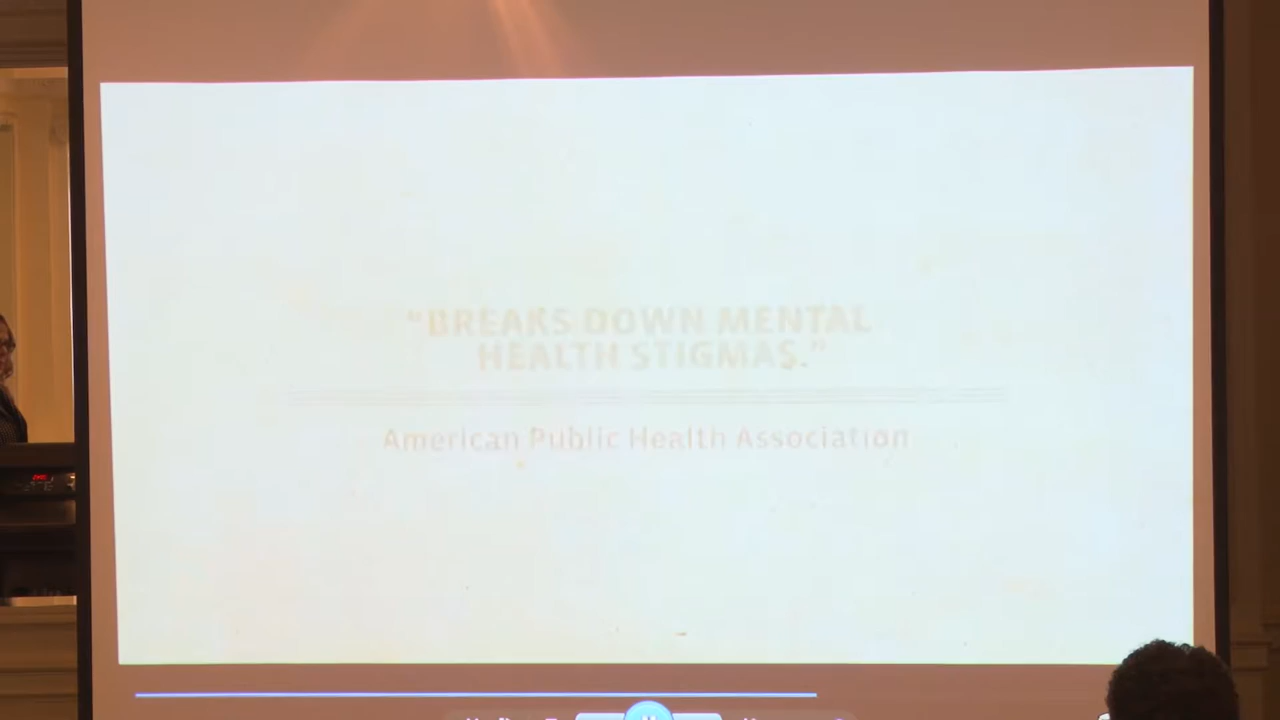 “BREAKS DOWN MENTAL
HEALTH STIGMAS.”
American Public Health Association